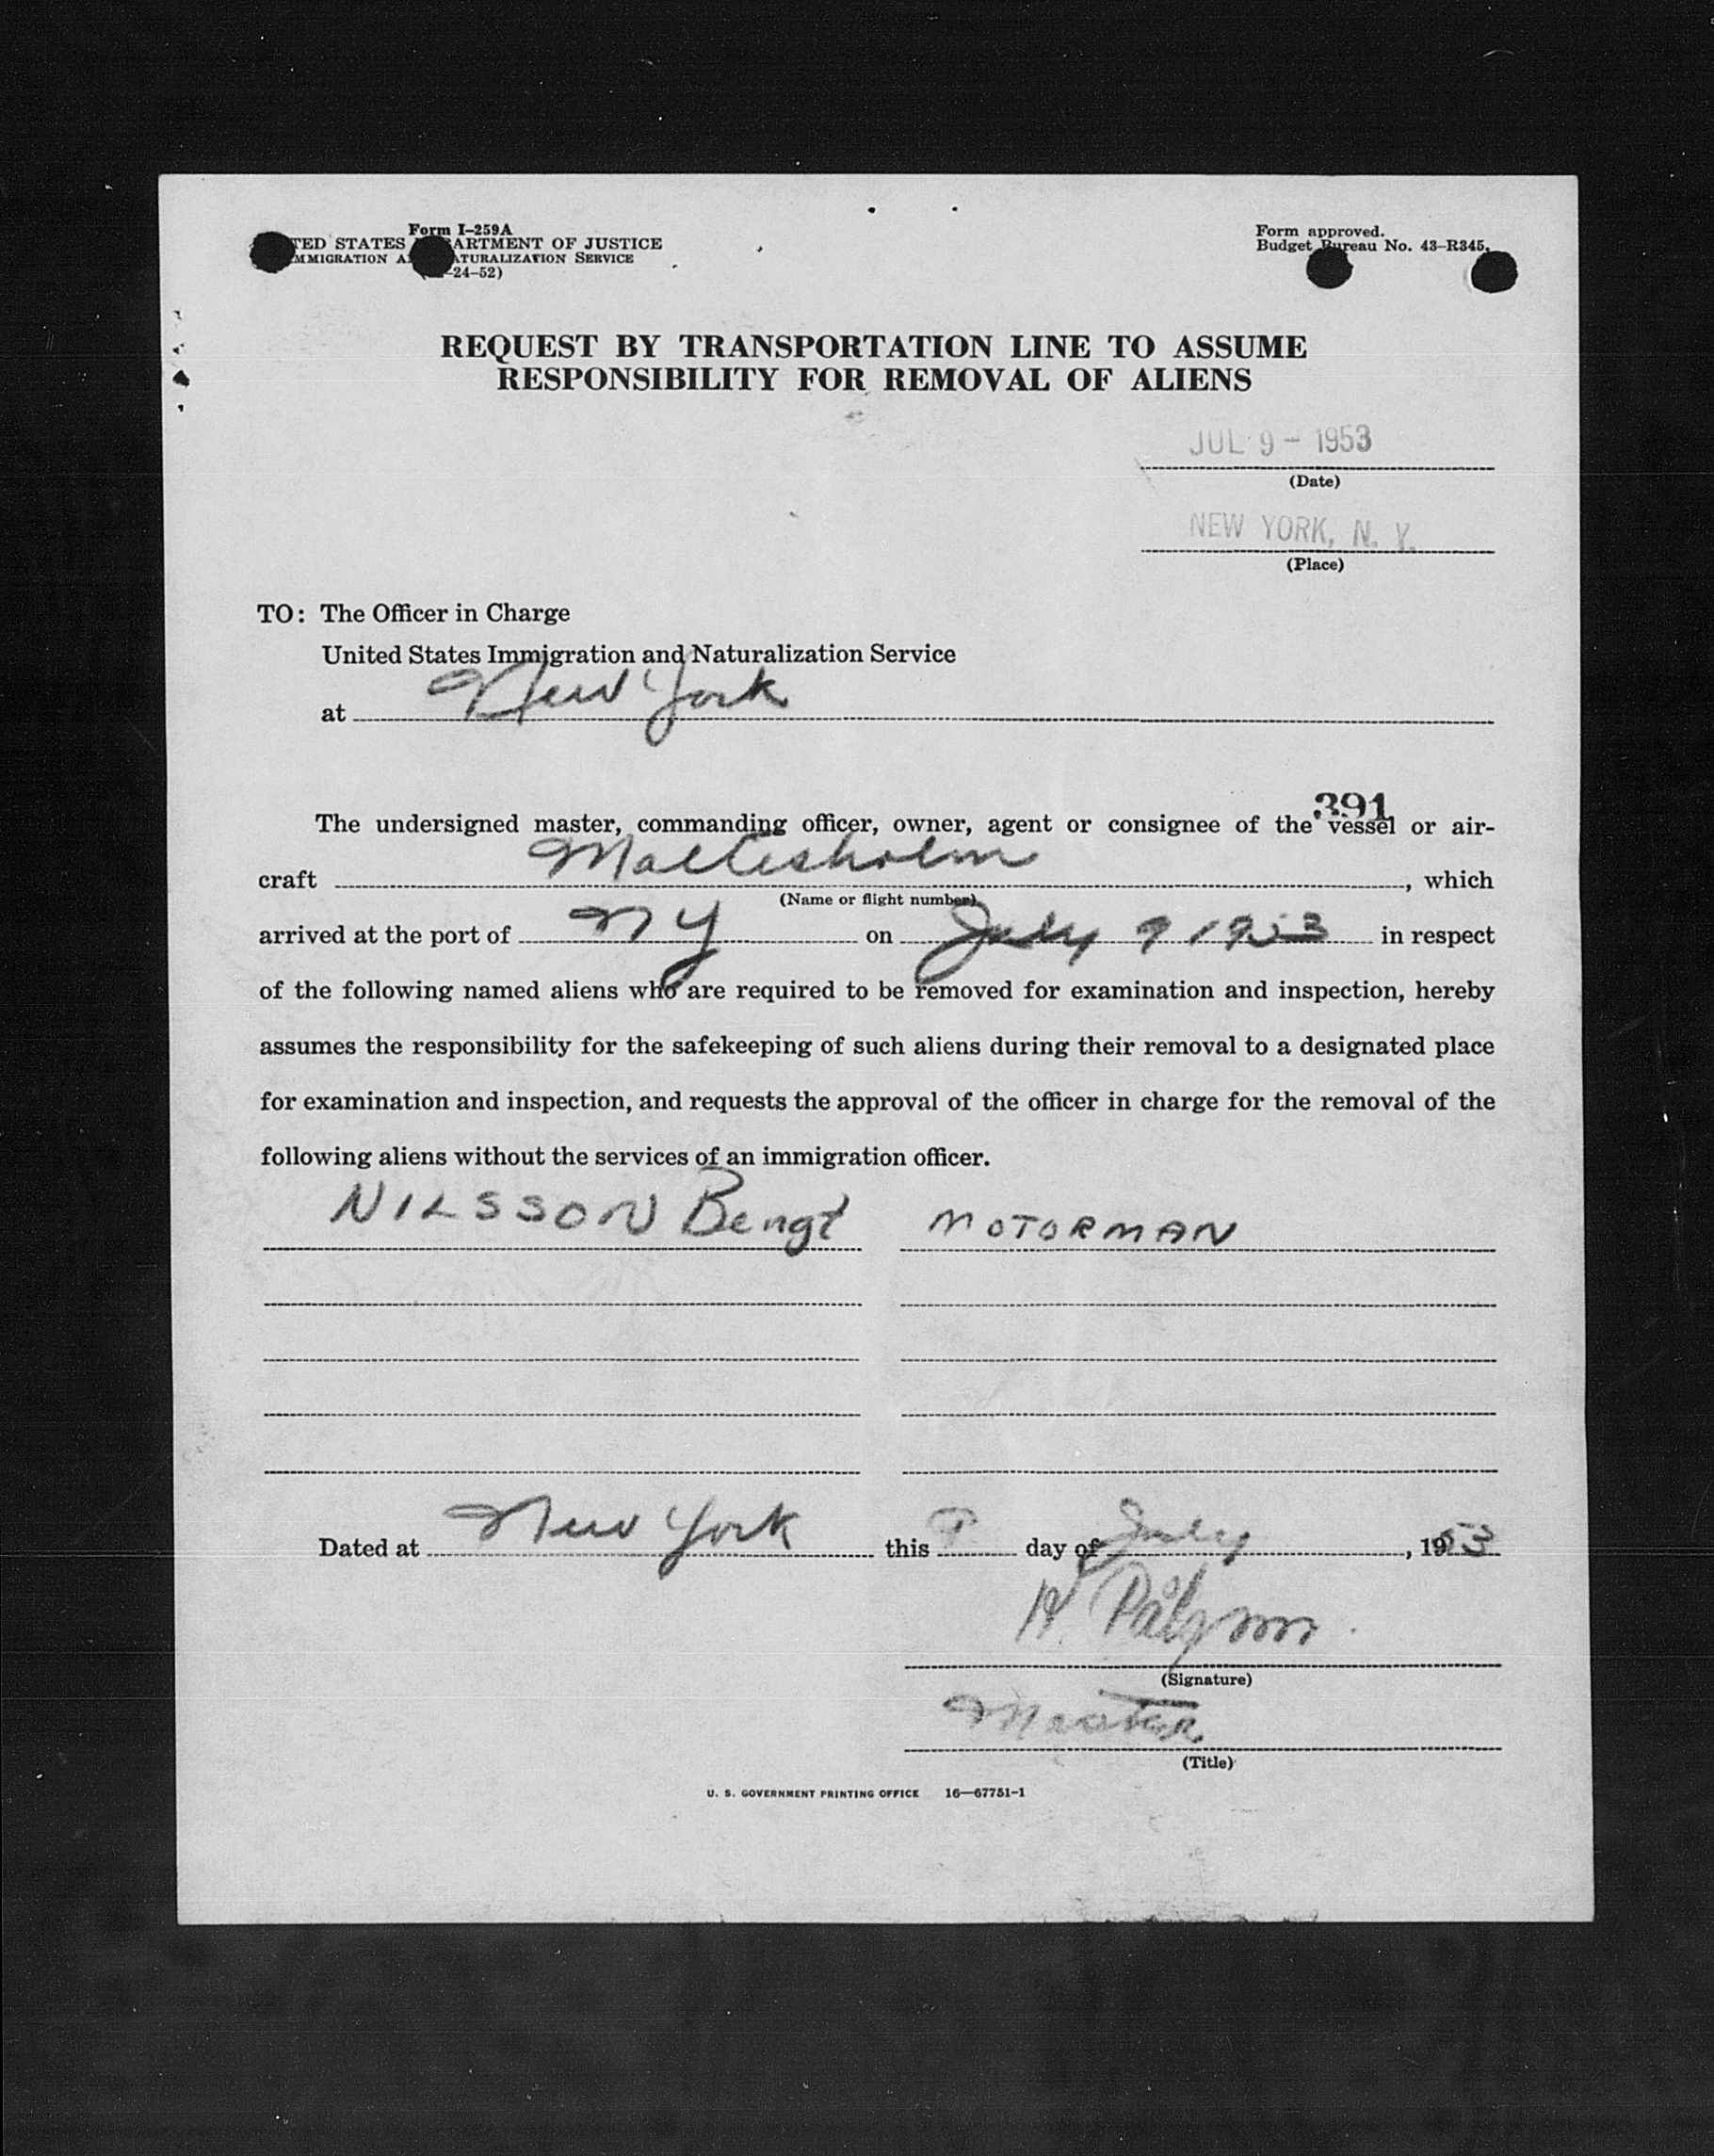 Form I-259A
TED STATES ARTMENT OF JUSTICE
MMIGRATION A ATURALIZATION SERVICE
-24-52)
Form approved.
Budget Bureau No. 43-R345.
REQUEST BY TRANSPORTATION LINE TO ASSUME
RESPONSIBILITY FOR REMOVAL OF ALIENS
JUL 9 - 1953
(Date)
NEW YORK, N. Y.
(Place)
TO: The Officer in Charge
United States Immigration and Naturalization Service
at New York
391
The undersigned master, commanding officer, owner, agent or consignee of the vessel or air-
craft Maltesholm, which
(Name or flight number)
arrived at the port of NY on July 9 1953 in respect
of the following named aliens who are required to be removed for examination and inspection, hereby
assumes the responsibility for the safekeeping of such aliens during their removal to a designated place
for examination and inspection, and requests the approval of the officer in charge for the removal of the
following aliens without the services of an immigration officer.
NILSSON Bengt MOTORMAN
Dated at New York this 9 day of July, 1953
(Signature)
Master
(Title)
U. S. GOVERNMENT PRINTING OFFICE 16—67751-1